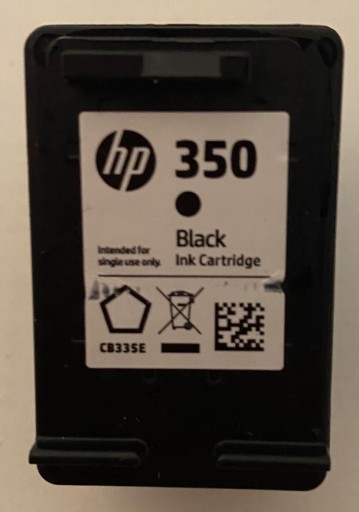 hp 350
Black
Intended for
single use only.
Ink Cartridge
CB335E